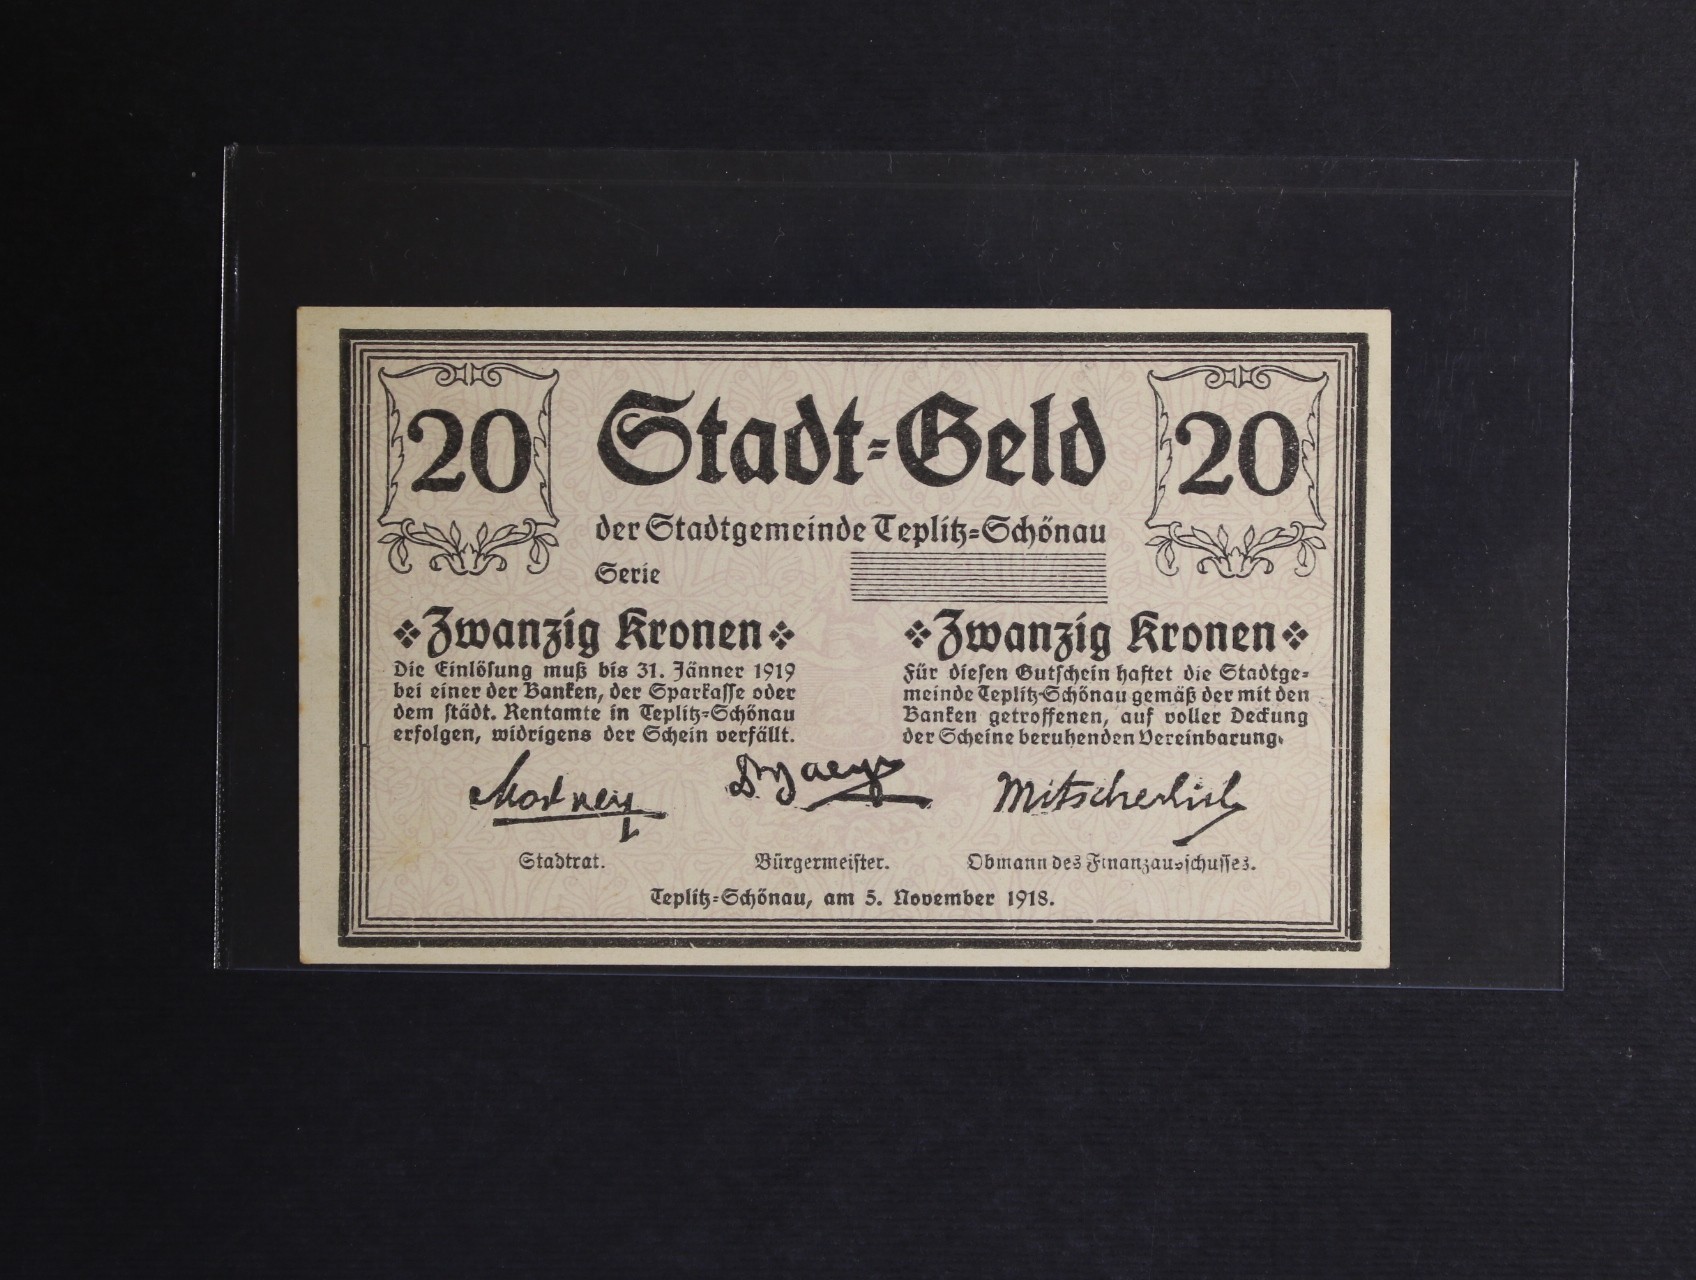 20 Stadt-Geld 20
der Stadtgemeinde Teplitz-Schönau
Serie
Zwanzig Kronen
Die Einlösung muß bis 31. Jänner 1919
bei einer der Banken, der Sparkasse oder
dem städt. Rentamte in Teplitz-Schönau
erfolgen, widrigens der Schein verfällt.
Zwanzig Kronen
Für diesen Gutschein haftet die Stadtge-
meinde Teplitz-Schönau gemäß der mit den
Banken getroffenen, auf voller Deckung
der Scheine beruhenden Vereinbarung.
Mitscherlich
Stadtrat. Bürgermeister. Obmann des Finanzausschusses.
Teplitz-Schönau, am 5. November 1918.